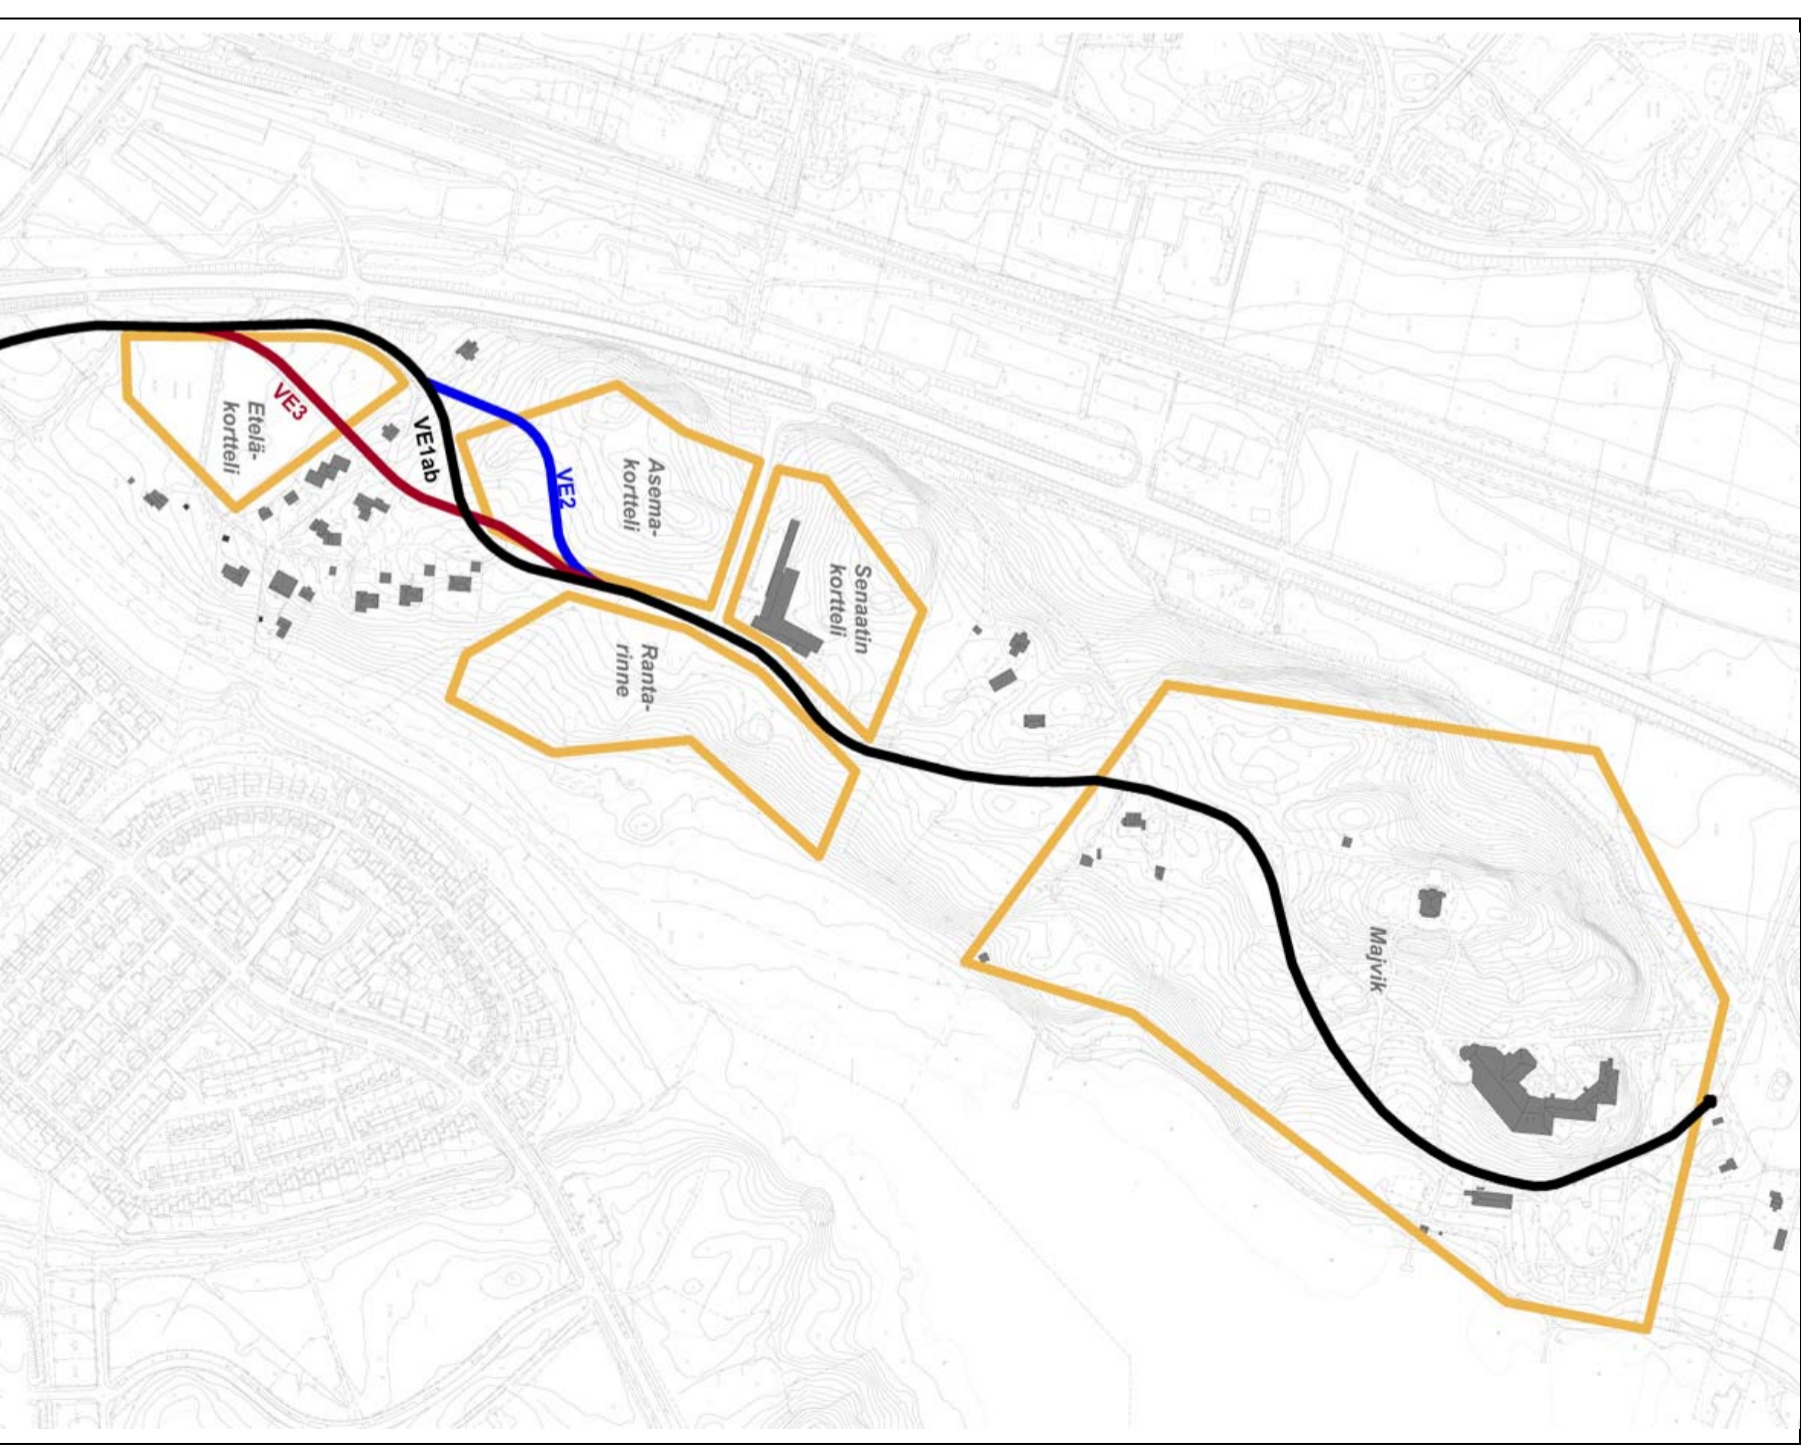 VE3
Etelä-
kortteli
VE1ab
VE2
Asema-
kortteli
Senaatin
kortteli
Ranta-
rinne
Majvik